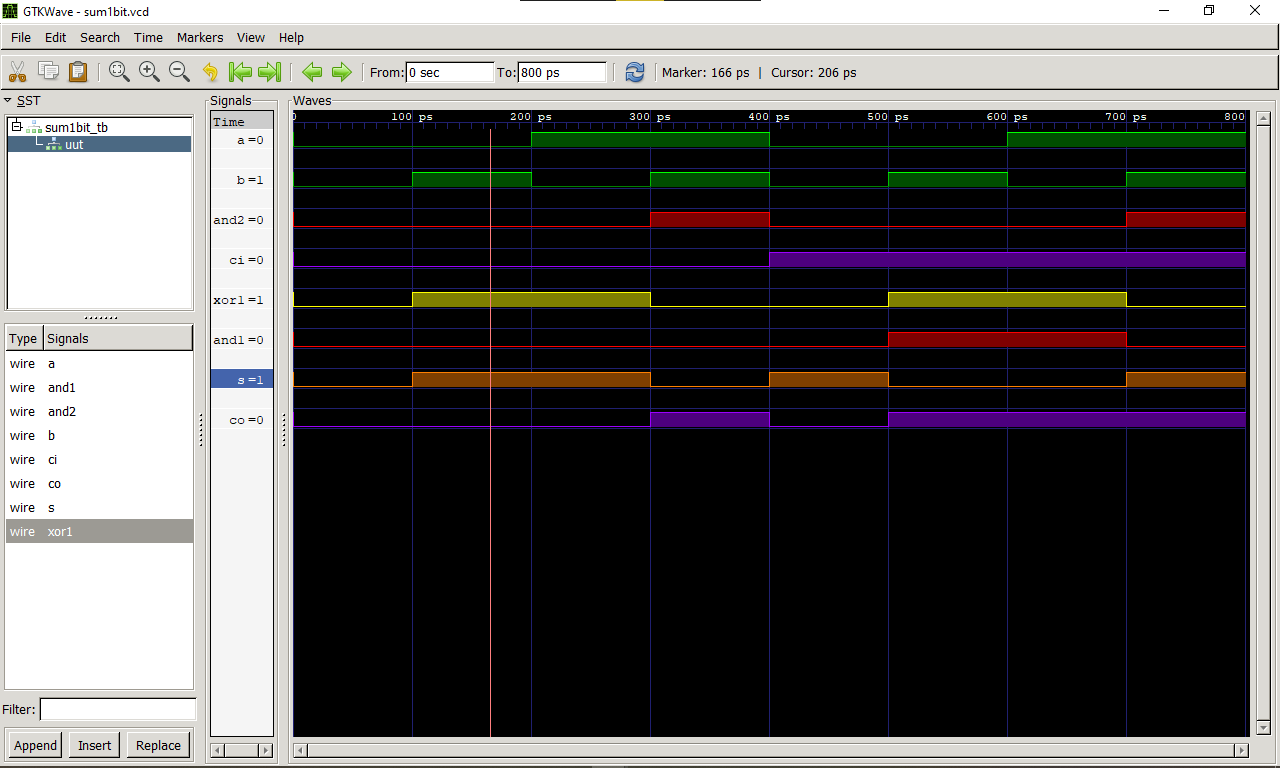 GTKWave - sum1bit.vcd
File Edit Search Time Markers View Help
From: 0 sec To: 800 ps Marker: 166 ps | Cursor: 206 ps
SST
sum1bit_tb
uut
Type Signals
wire a
wire and1
wire and2
wire b
wire ci
wire co
wire s
wire xor1
Filter:
Append Insert Replace
Signals
Time
a=0
b=1
and2=0
ci=0
xor1=1
and1=0
s=1
co=0
Waves
0 100 ps 200 ps 300 ps 400 ps 500 ps 600 ps 700 ps 800